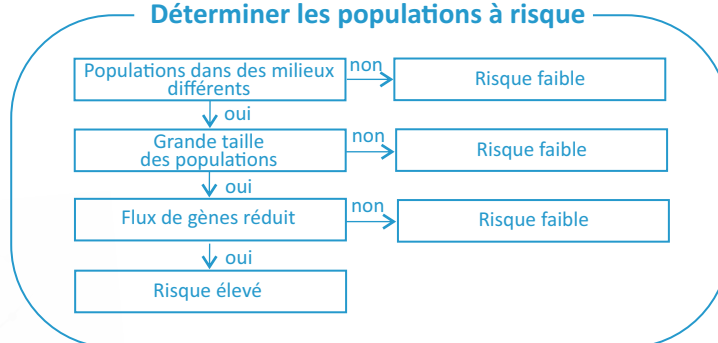 Déterminer les populations à risque
Populations dans des milieux
différents
non
Risque faible
oui
Grande taille
des populations
non
Risque faible
oui
Flux de gènes réduit
non
Risque faible
oui
Risque élevé